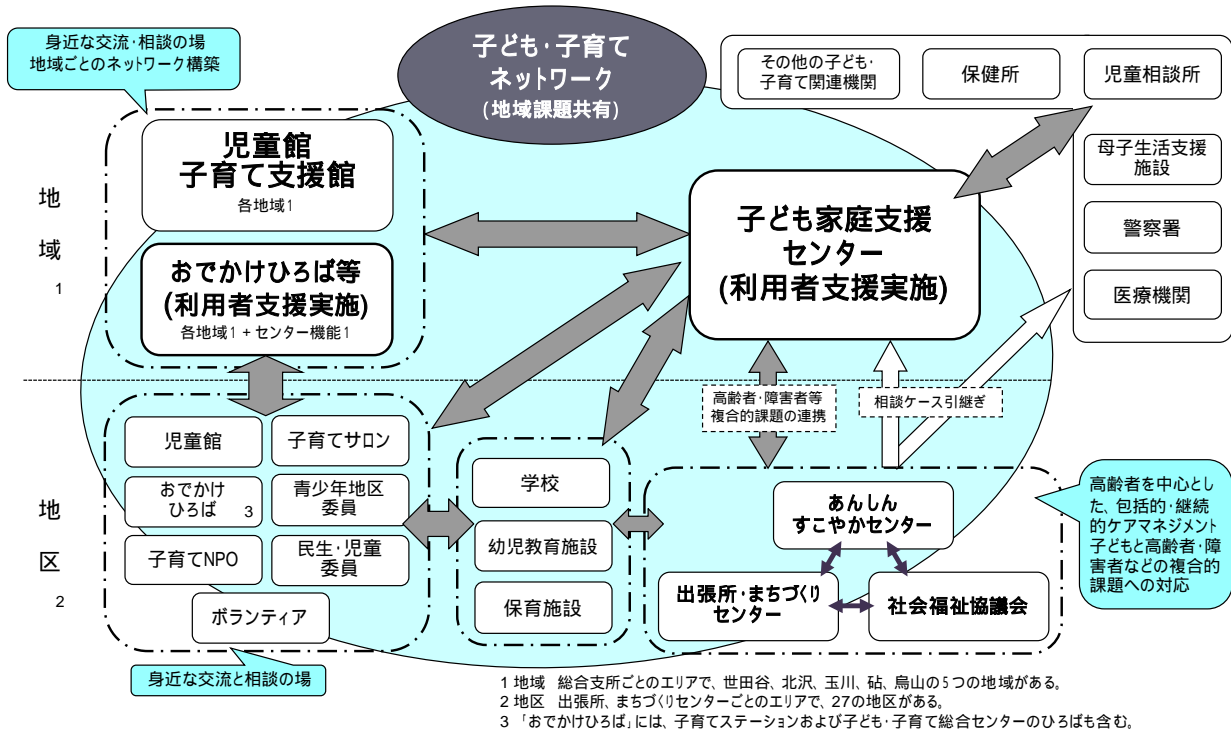 身近な交流・相談の場
地域ごとのネットワーク構築
子ども・子育て
ネットワーク
(地域課題共有)
その他の子ども・
子育て関連機関
保健所
児童相談所
母子生活支援
施設
警察署
医療機関
地
域
1
児童館
子育て支援館
各地域1
おでかけひろば等
(利用者支援実施)
各地域1+センター機能1
子ども家庭支援
センター
(利用者支援実施)
高齢者・障害者等
複合的課題の連携
相談ケース引継ぎ
地
区
2
児童館
子育てサロン
おでかけ
ひろば 3
青少年地区
委員
子育てNPO
民生・児童
委員
ボランティア
身近な交流と相談の場
学校
幼児教育施設
保育施設
あんしん
すこやかセンター
出張所・まちづくり
センター
社会福祉協議会
高齢者を中心とし
た、包括的・継続
的ケアマネジメント
子どもと高齢者・障
害者などの複合的
課題への対応
1 地域 総合支所ごとのエリアで、世田谷、北沢、玉川、砧、烏山の5つの地域がある。
2 地区 出張所、まちづくりセンターごとのエリアで、27の地区がある。
3 「おでかけひろば」には、子育てステーションおよび子ども・子育て総合センターのひろばも含む。